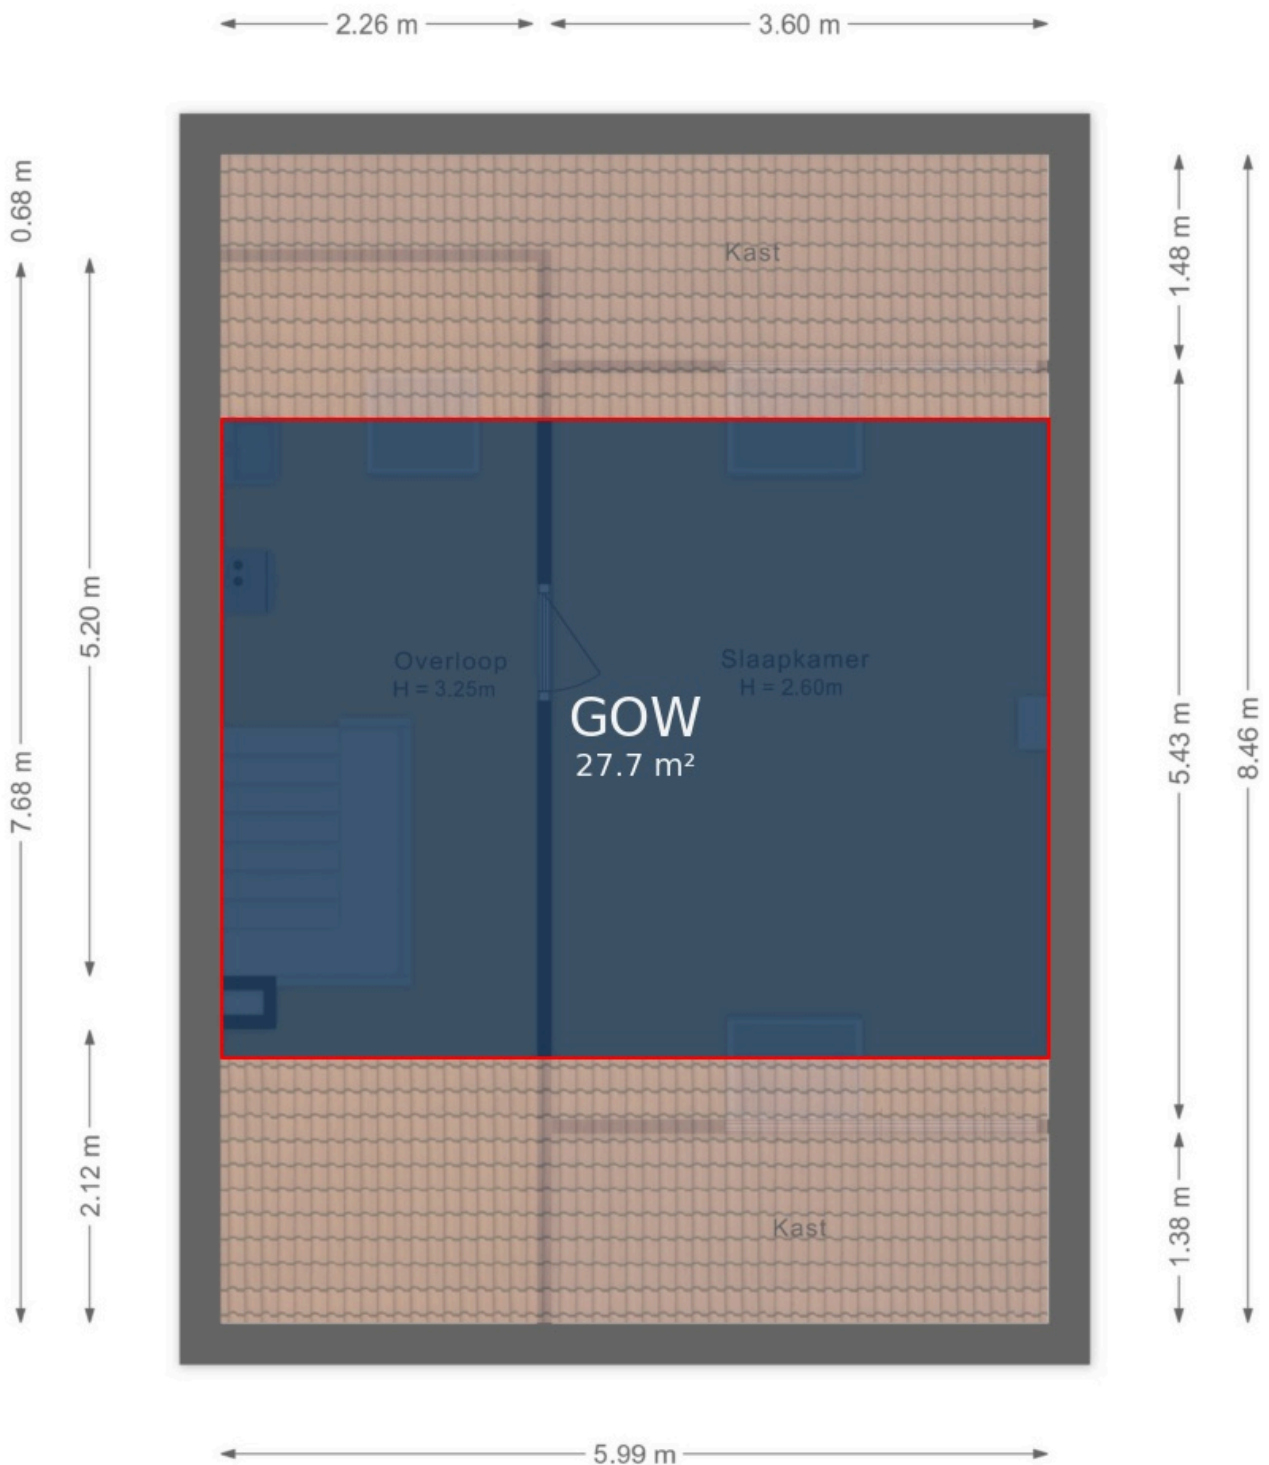 2.26 m
3.60 m
0.68 m
1.48 m
Kast
5.20 m
Overloop
H = 3.25m
Slaapkamer
H = 2.60m
GOW
27.7 m²
7.68 m
5.43 m
8.46 m
2.12 m
1.38 m
Kast
5.99 m